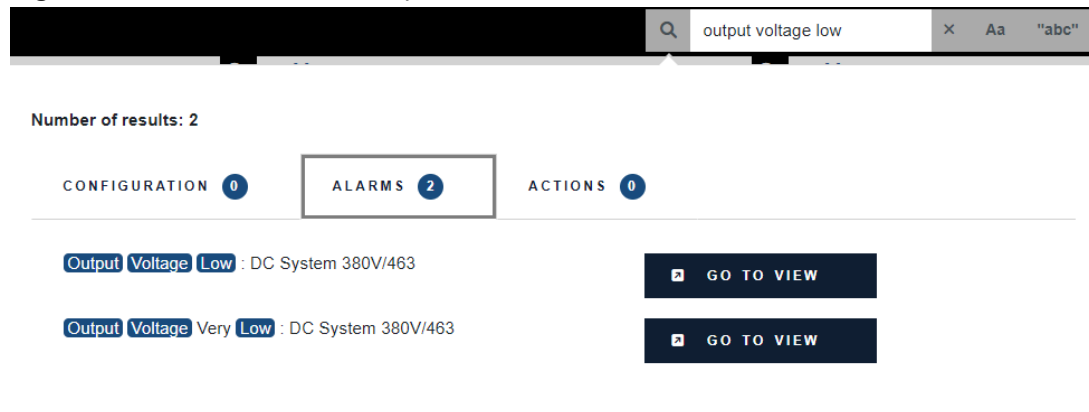 output voltage low × Aa "abc"
Number of results: 2
CONFIGURATION 0 ALARMS 2 ACTIONS 0
Output Voltage Low : DC System 380V/463 GO TO VIEW
Output Voltage Very Low : DC System 380V/463 GO TO VIEW